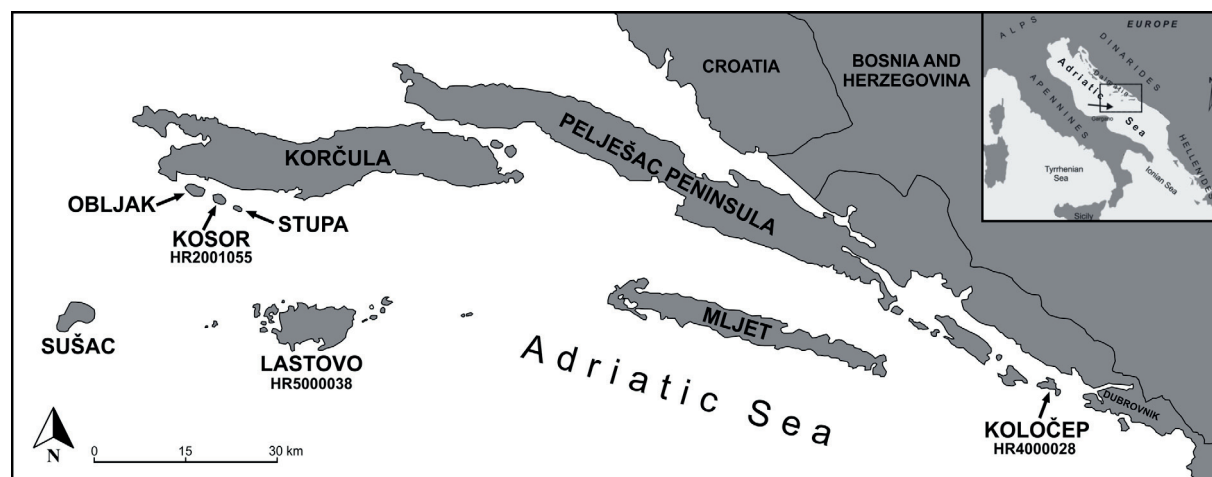 CROATIA
BOSNIA AND
HERZEGOVINA
KORČULA
PELJEŠAC PENINSULA
OBLJAK
STUPA
KOSOR
HR2001055
SUŠAC
LASTOVO
HR5000038
MLJET
Adriatic Sea
DUBROVNIK
KOLOČEP
HR4000028
N
0 15 30 km
EUROPE
ALPS
DINARIDES
Adriatic
Sea
APENNINES
Gargano
HELLENIDES
Tyrrhenian
Sea
Ionian Sea
Sicily